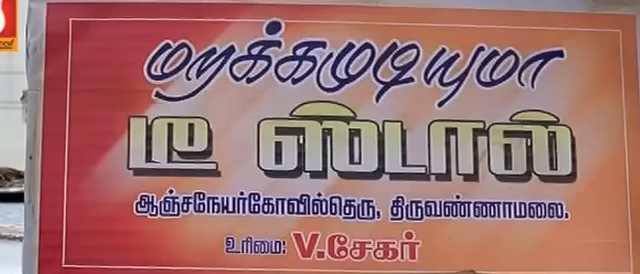 மறக்கமுடியுமா
டீ ஸ்டால்
ஆஞ்சநேயர்கோவில்தெரு, திருவண்ணாமலை.
உரிமை: V.சேகர்